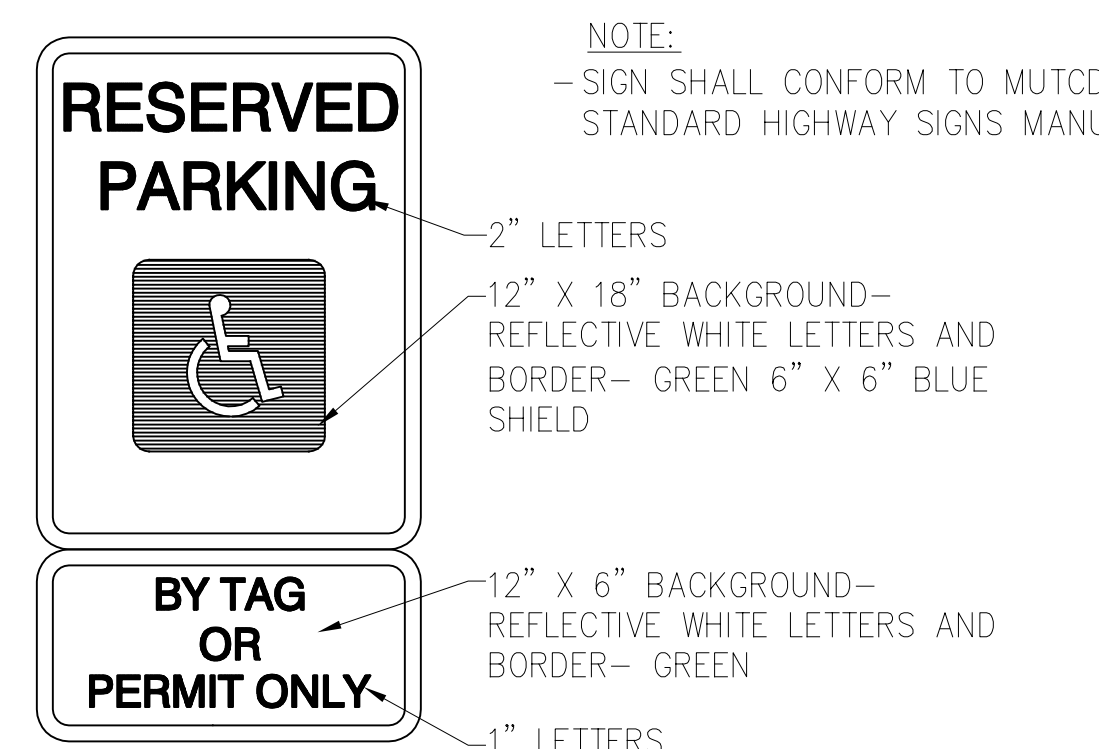 RESERVED
PARKING
BY TAG
OR
PERMIT ONLY
NOTE:
- SIGN SHALL CONFORM TO MUTCD
STANDARD HIGHWAY SIGNS
2" LETTERS
12" X 18" BACKGROUND-
REFLECTIVE WHITE LETTERS AND
BORDER- GREEN 6" X 6" BLUE
SHIELD
12" X 6" BACKGROUND-
REFLECTIVE WHITE LETTERS AND
BORDER- GREEN
1" LETTERS